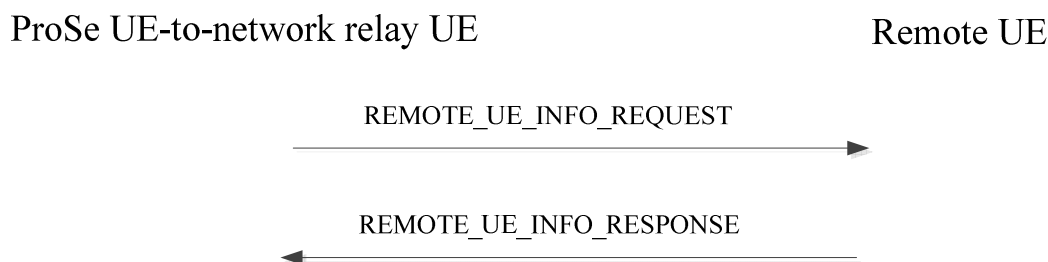 ProSe UE-to-network relay UE
Remote UE
REMOTE_UE_INFO_REQUEST
REMOTE_UE_INFO_RESPONSE